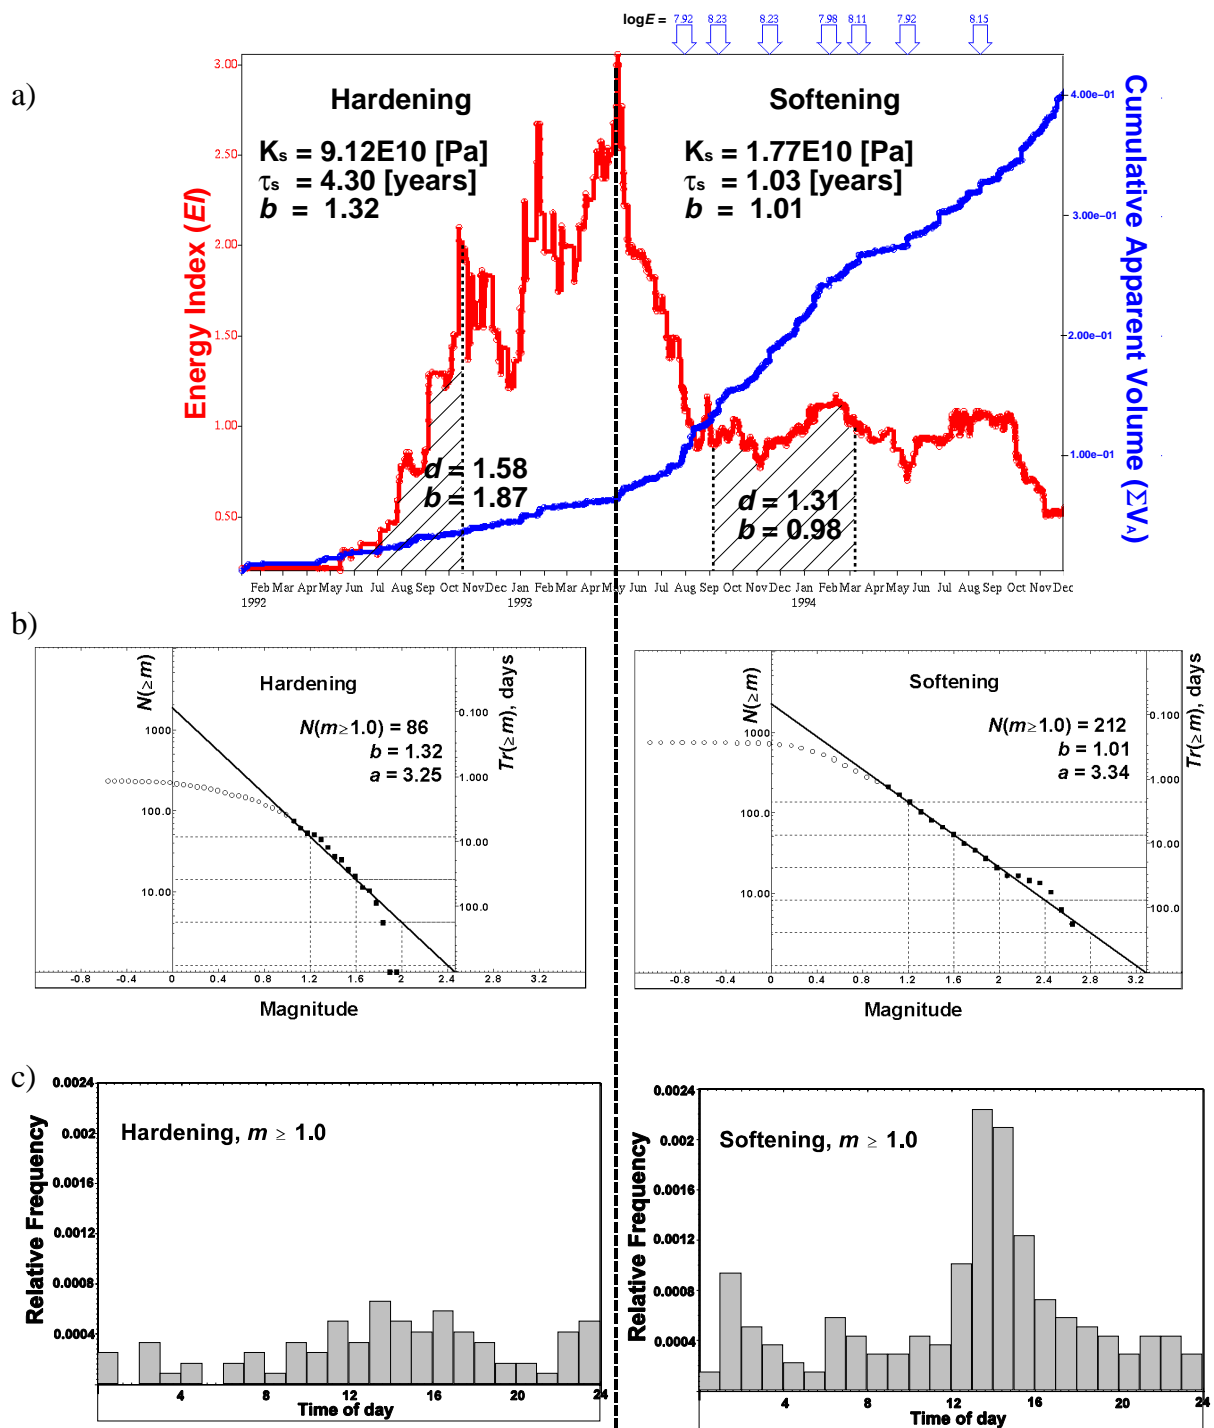 logE = 7.92 8.23 8.23 7.98 8.11 7.92 8.15
a)
Hardening
Softening
Ks = 9.12E10 [Pa]
τs = 4.30 [years]
b = 1.32
Ks = 1.77E10 [Pa]
τs = 1.03 [years]
b = 1.01
Energy Index (EI)
3.00
2.50
2.00
1.50
1.00
0.50
Cumulative Apparent Volume (ΣVA)
4.00e−01
3.00e−01
2.00e−01
1.00e−01
d = 1.58
b = 1.87
d = 1.31
b = 0.98
Feb Mar Apr May Jun Jul Aug Sep Oct Nov Dec Jan Feb Mar Apr May Jun Jul Aug Sep Oct Nov Dec Jan Feb Mar Apr May Jun Jul Aug Sep Oct Nov Dec
1992 1993 1994
b)
N(≥m)
Hardening
N(m≥1.0) = 86
b = 1.32
a = 3.25
1000
100.0
10.00
Tr(≥m), days
0.100
1.000
10.00
100.0
-0.8 -0.4 0 0.4 0.8 1.2 1.6 2 2.4 2.8 3.2
Magnitude
N(≥m)
Softening
N(m≥1.0) = 212
b = 1.01
a = 3.34
1000
100.0
10.00
Tr(≥m), days
0.100
1.000
10.00
100.0
-0.8 -0.4 0 0.4 0.8 1.2 1.6 2 2.4 2.8 3.2
Magnitude
c)
Relative Frequency
0.0024
0.002
0.0016
0.0012
0.0008
0.0004
Hardening, m ≥ 1.0
4 8 12 16 20 24
Time of day
Relative Frequency
0.0024
0.002
0.0016
0.0012
0.0008
0.0004
Softening, m ≥ 1.0
4 8 12 16 20 24
Time of day